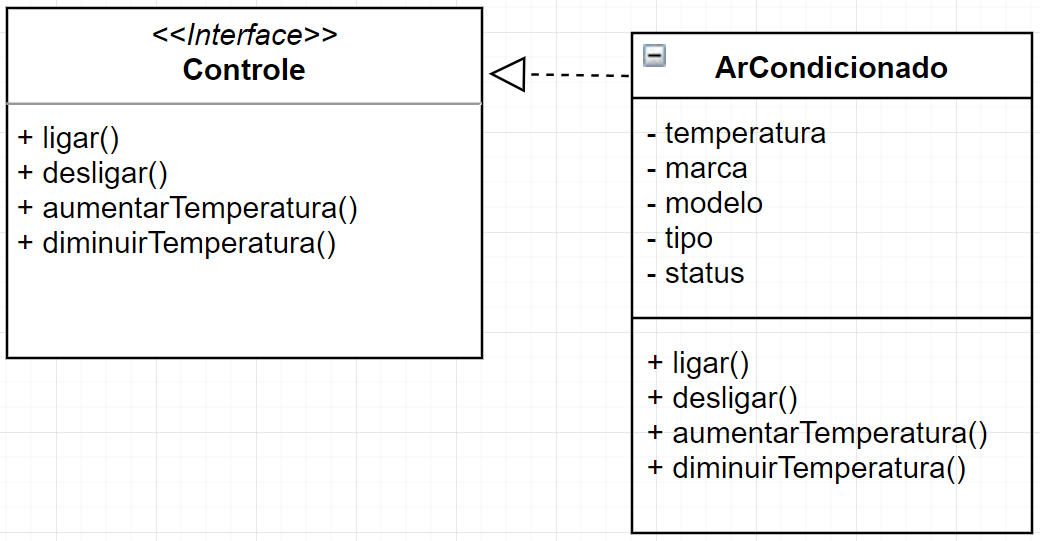 <<Interface>>
Controle
+ ligar()
+ desligar()
+ aumentarTemperatura()
+ diminuirTemperatura()
ArCondicionado
- temperatura
- marca
- modelo
- tipo
- status
+ ligar()
+ desligar()
+ aumentarTemperatura()
+ diminuirTemperatura()